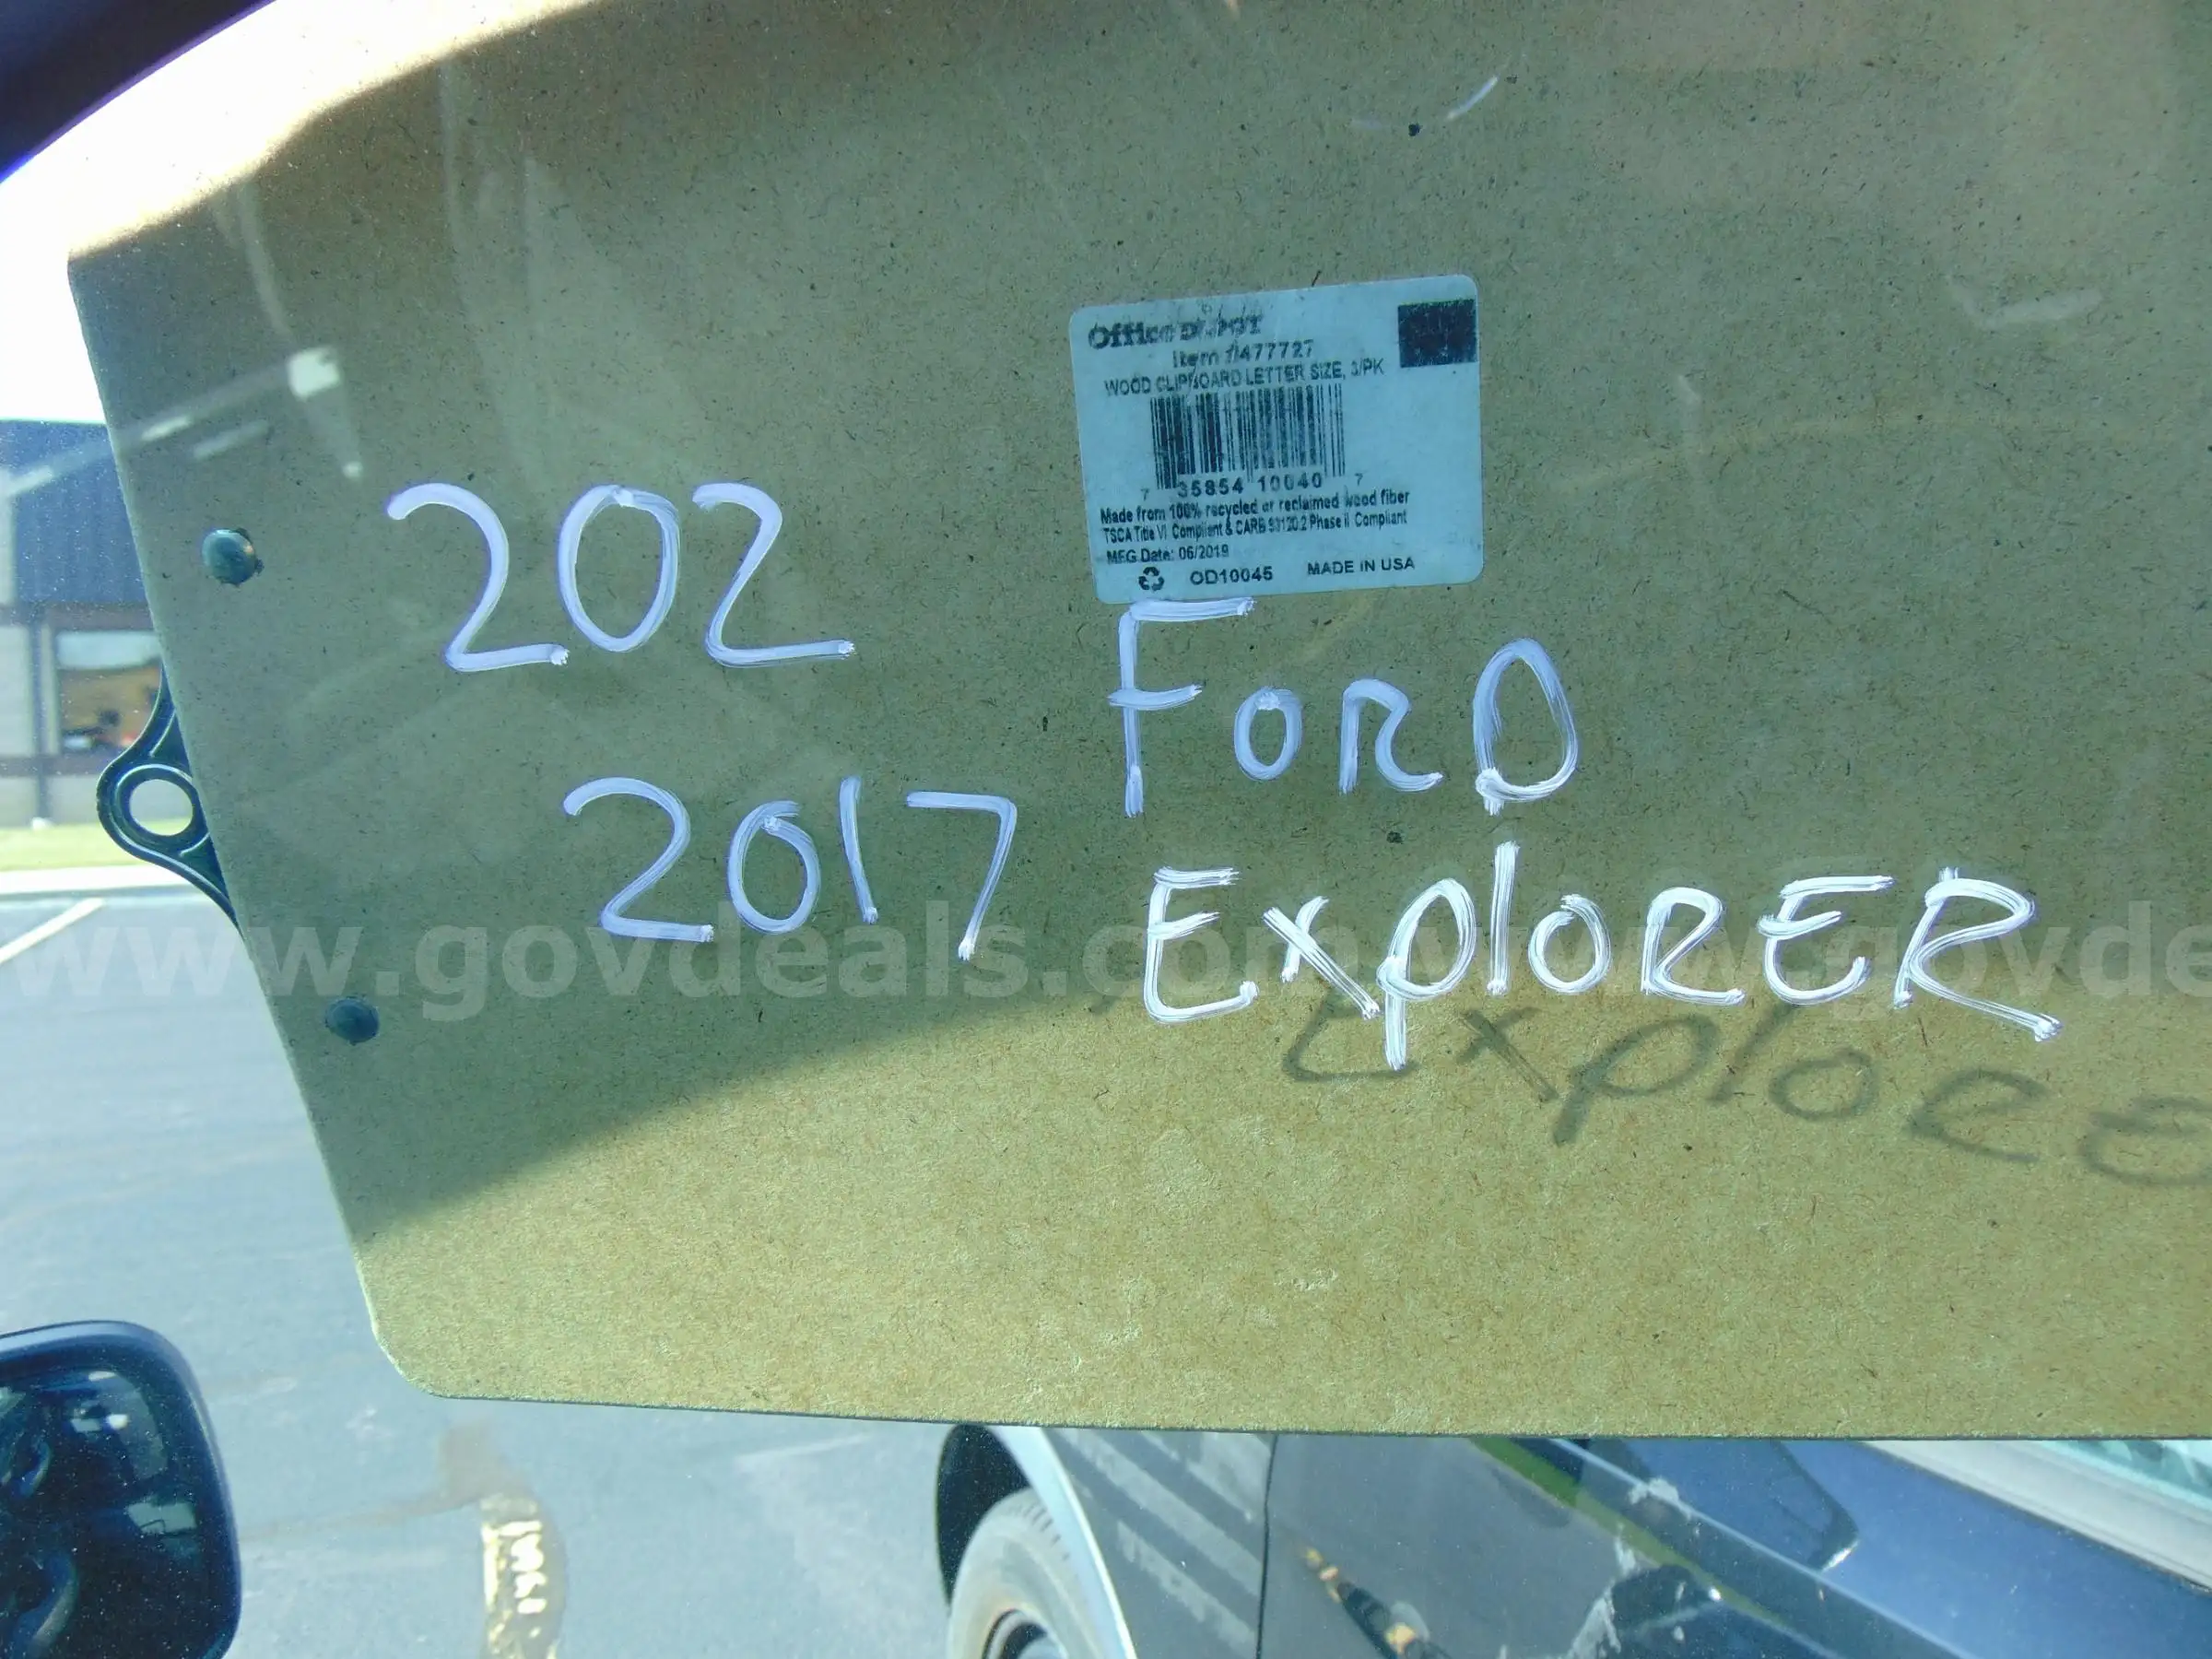 Office DEPOT
Item #477727
WOOD CLIPBOARD LETTER SIZE, 3/PK
7 35854 10040 7
Made from 100% recycled or reclaimed wood fiber
TSCA Title VI Compliant & CARB 93120.2 Phase II Compliant
MFG Date: 06/2019
OD10045 MADE IN USA
202
FORD
2017
ExploRER
www.govdeals.com www.govde